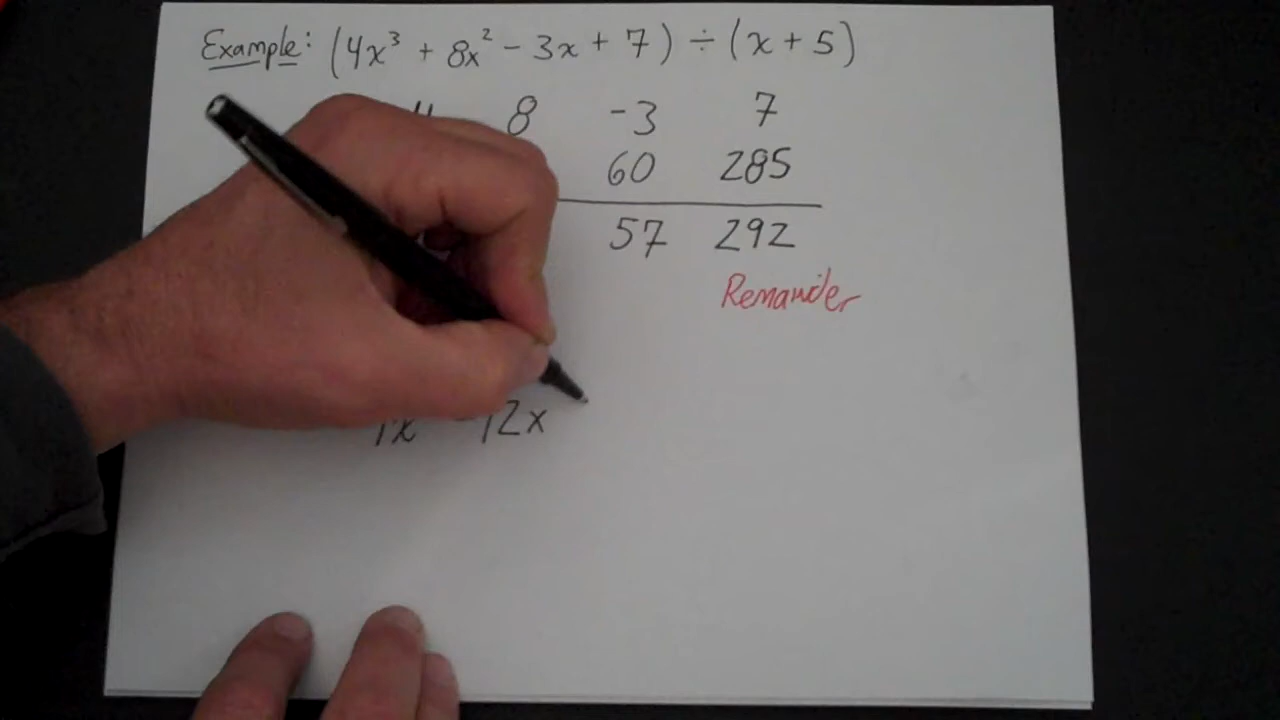 Example: (4x³ + 8x² - 3x + 7) ÷ (x + 5)
8 -3 7
60 285
57 292
Remainder
12x